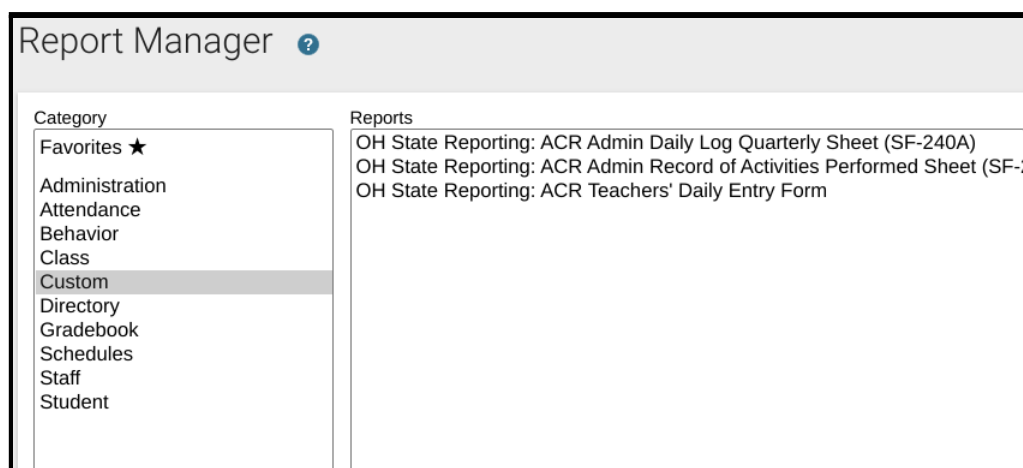 Report Manager ?
Category
Favorites ★
Administration
Attendance
Behavior
Class
Custom
Directory
Gradebook
Schedules
Staff
Student
Reports
OH State Reporting: ACR Admin Daily Log Quarterly Sheet (SF-240A)
OH State Reporting: ACR Admin Record of Activities Performed Sheet
OH State Reporting: ACR Teachers' Daily Entry Form